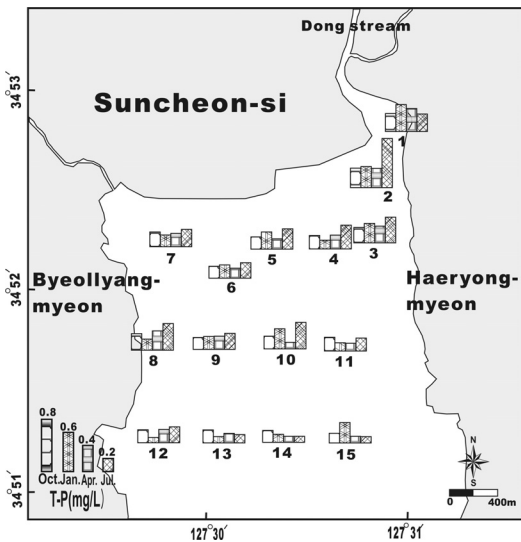 Dong stream
34°53′
Suncheon-si
1
2
3
4
5
7
6
Byeollyang-
myeon
34°52′
Haeryong-
myeon
8
9
10
11
0.8
0.6
0.4
0.2
12
13
14
15
Oct. Jan. Apr. Jul.
T-P(mg/L)
N
S
0 400m
34°51′
127°30′
127°31′